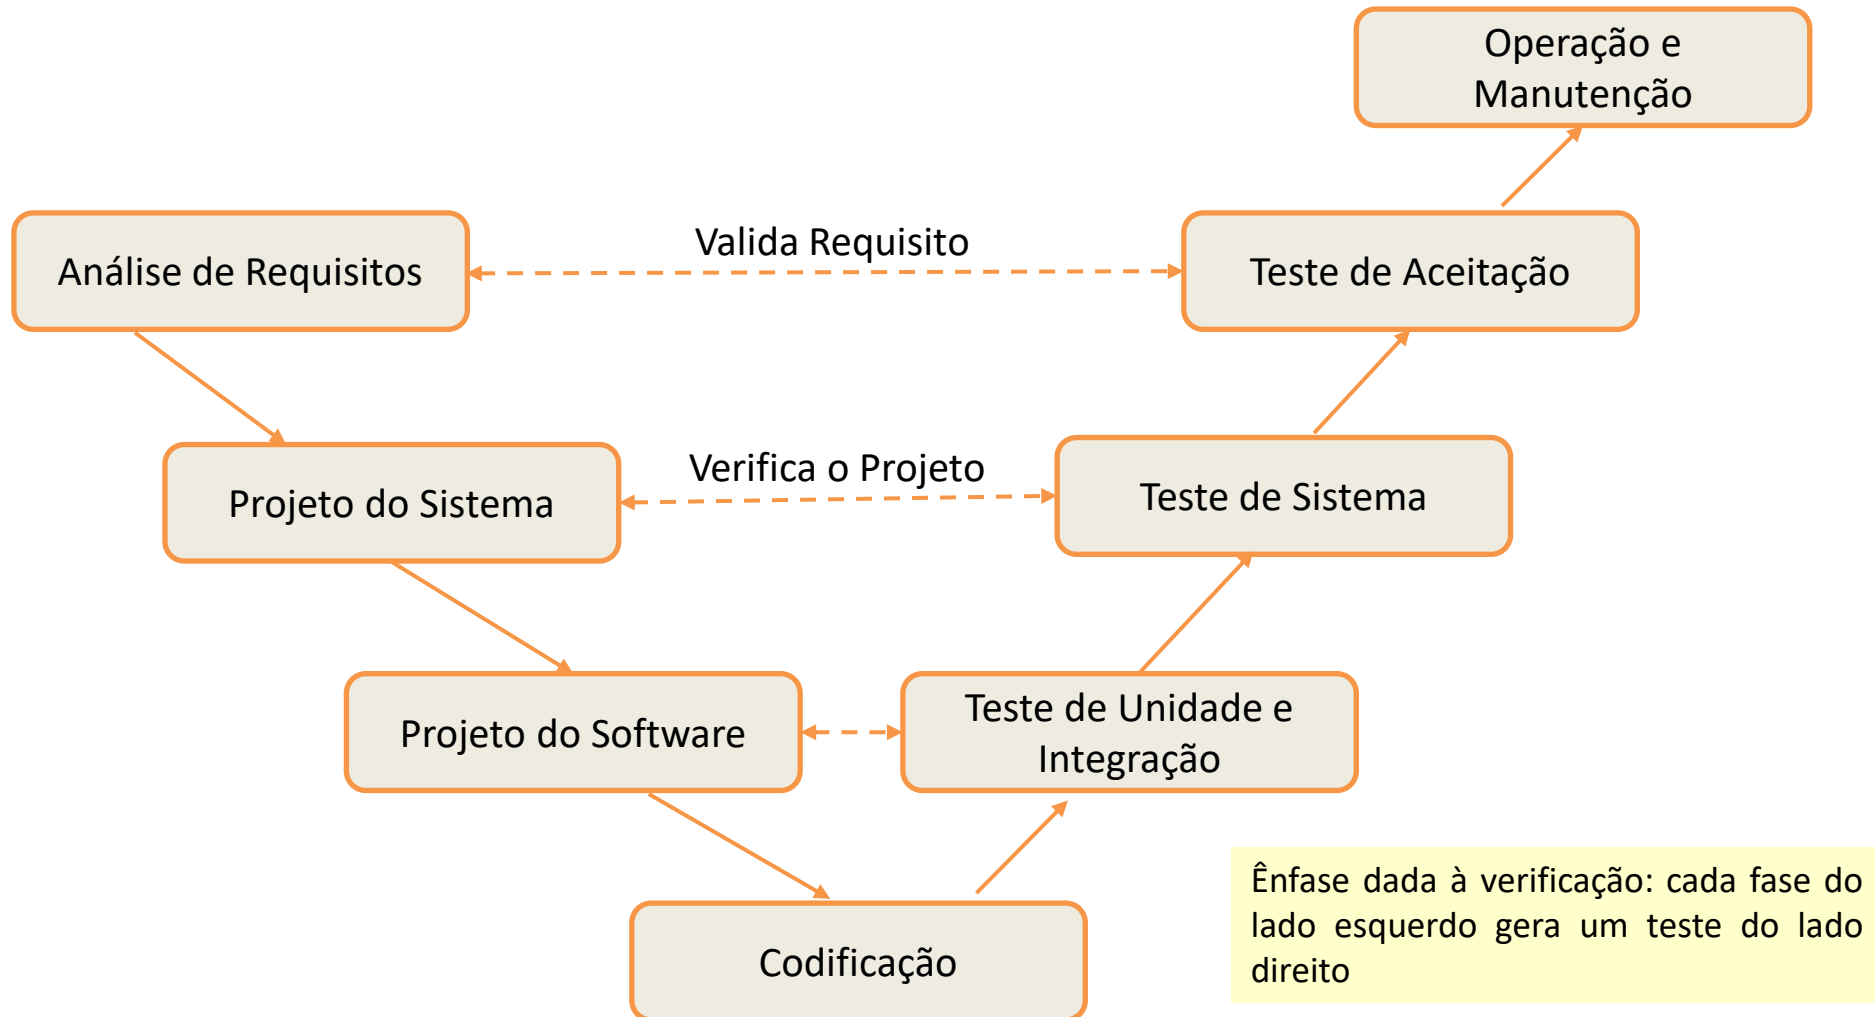 Operação e
Manutenção
Valida Requisito
Análise de Requisitos
Teste de Aceitação
Verifica o Projeto
Projeto do Sistema
Teste de Sistema
Projeto do Software
Teste de Unidade e
Integração
Codificação
Ênfase dada à verificação: cada fase do
lado esquerdo gera um teste do lado
direito